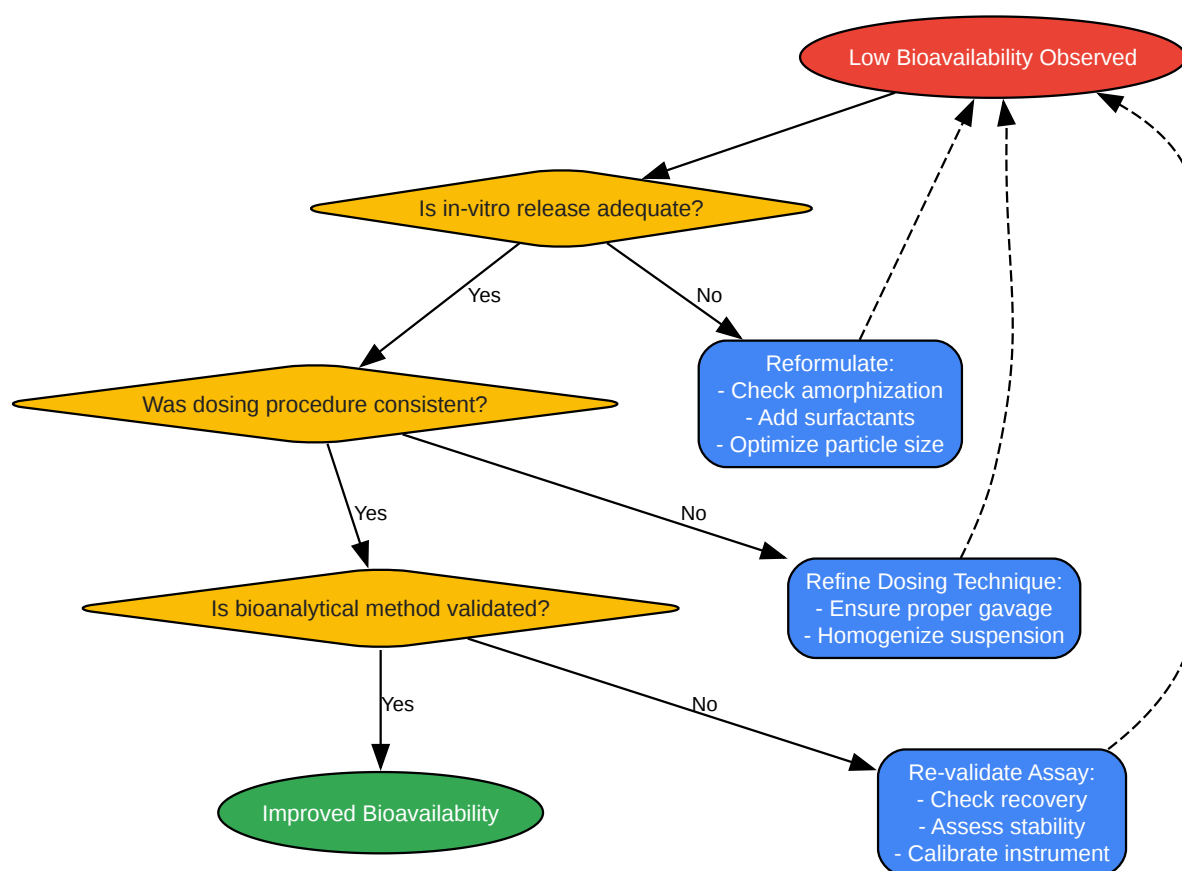 Low Bioavailability Observed
Is in-vitro release adequate?
Yes
No
Reformulate:
- Check amorphization
- Add surfactants
- Optimize particle size
Was dosing procedure consistent?
Yes
No
Refine Dosing Technique:
- Ensure proper gavage
- Homogenize suspension
Is bioanalytical method validated?
Yes
No
Re-validate Assay:
- Check recovery
- Assess stability
- Calibrate instrument
Improved Bioavailability